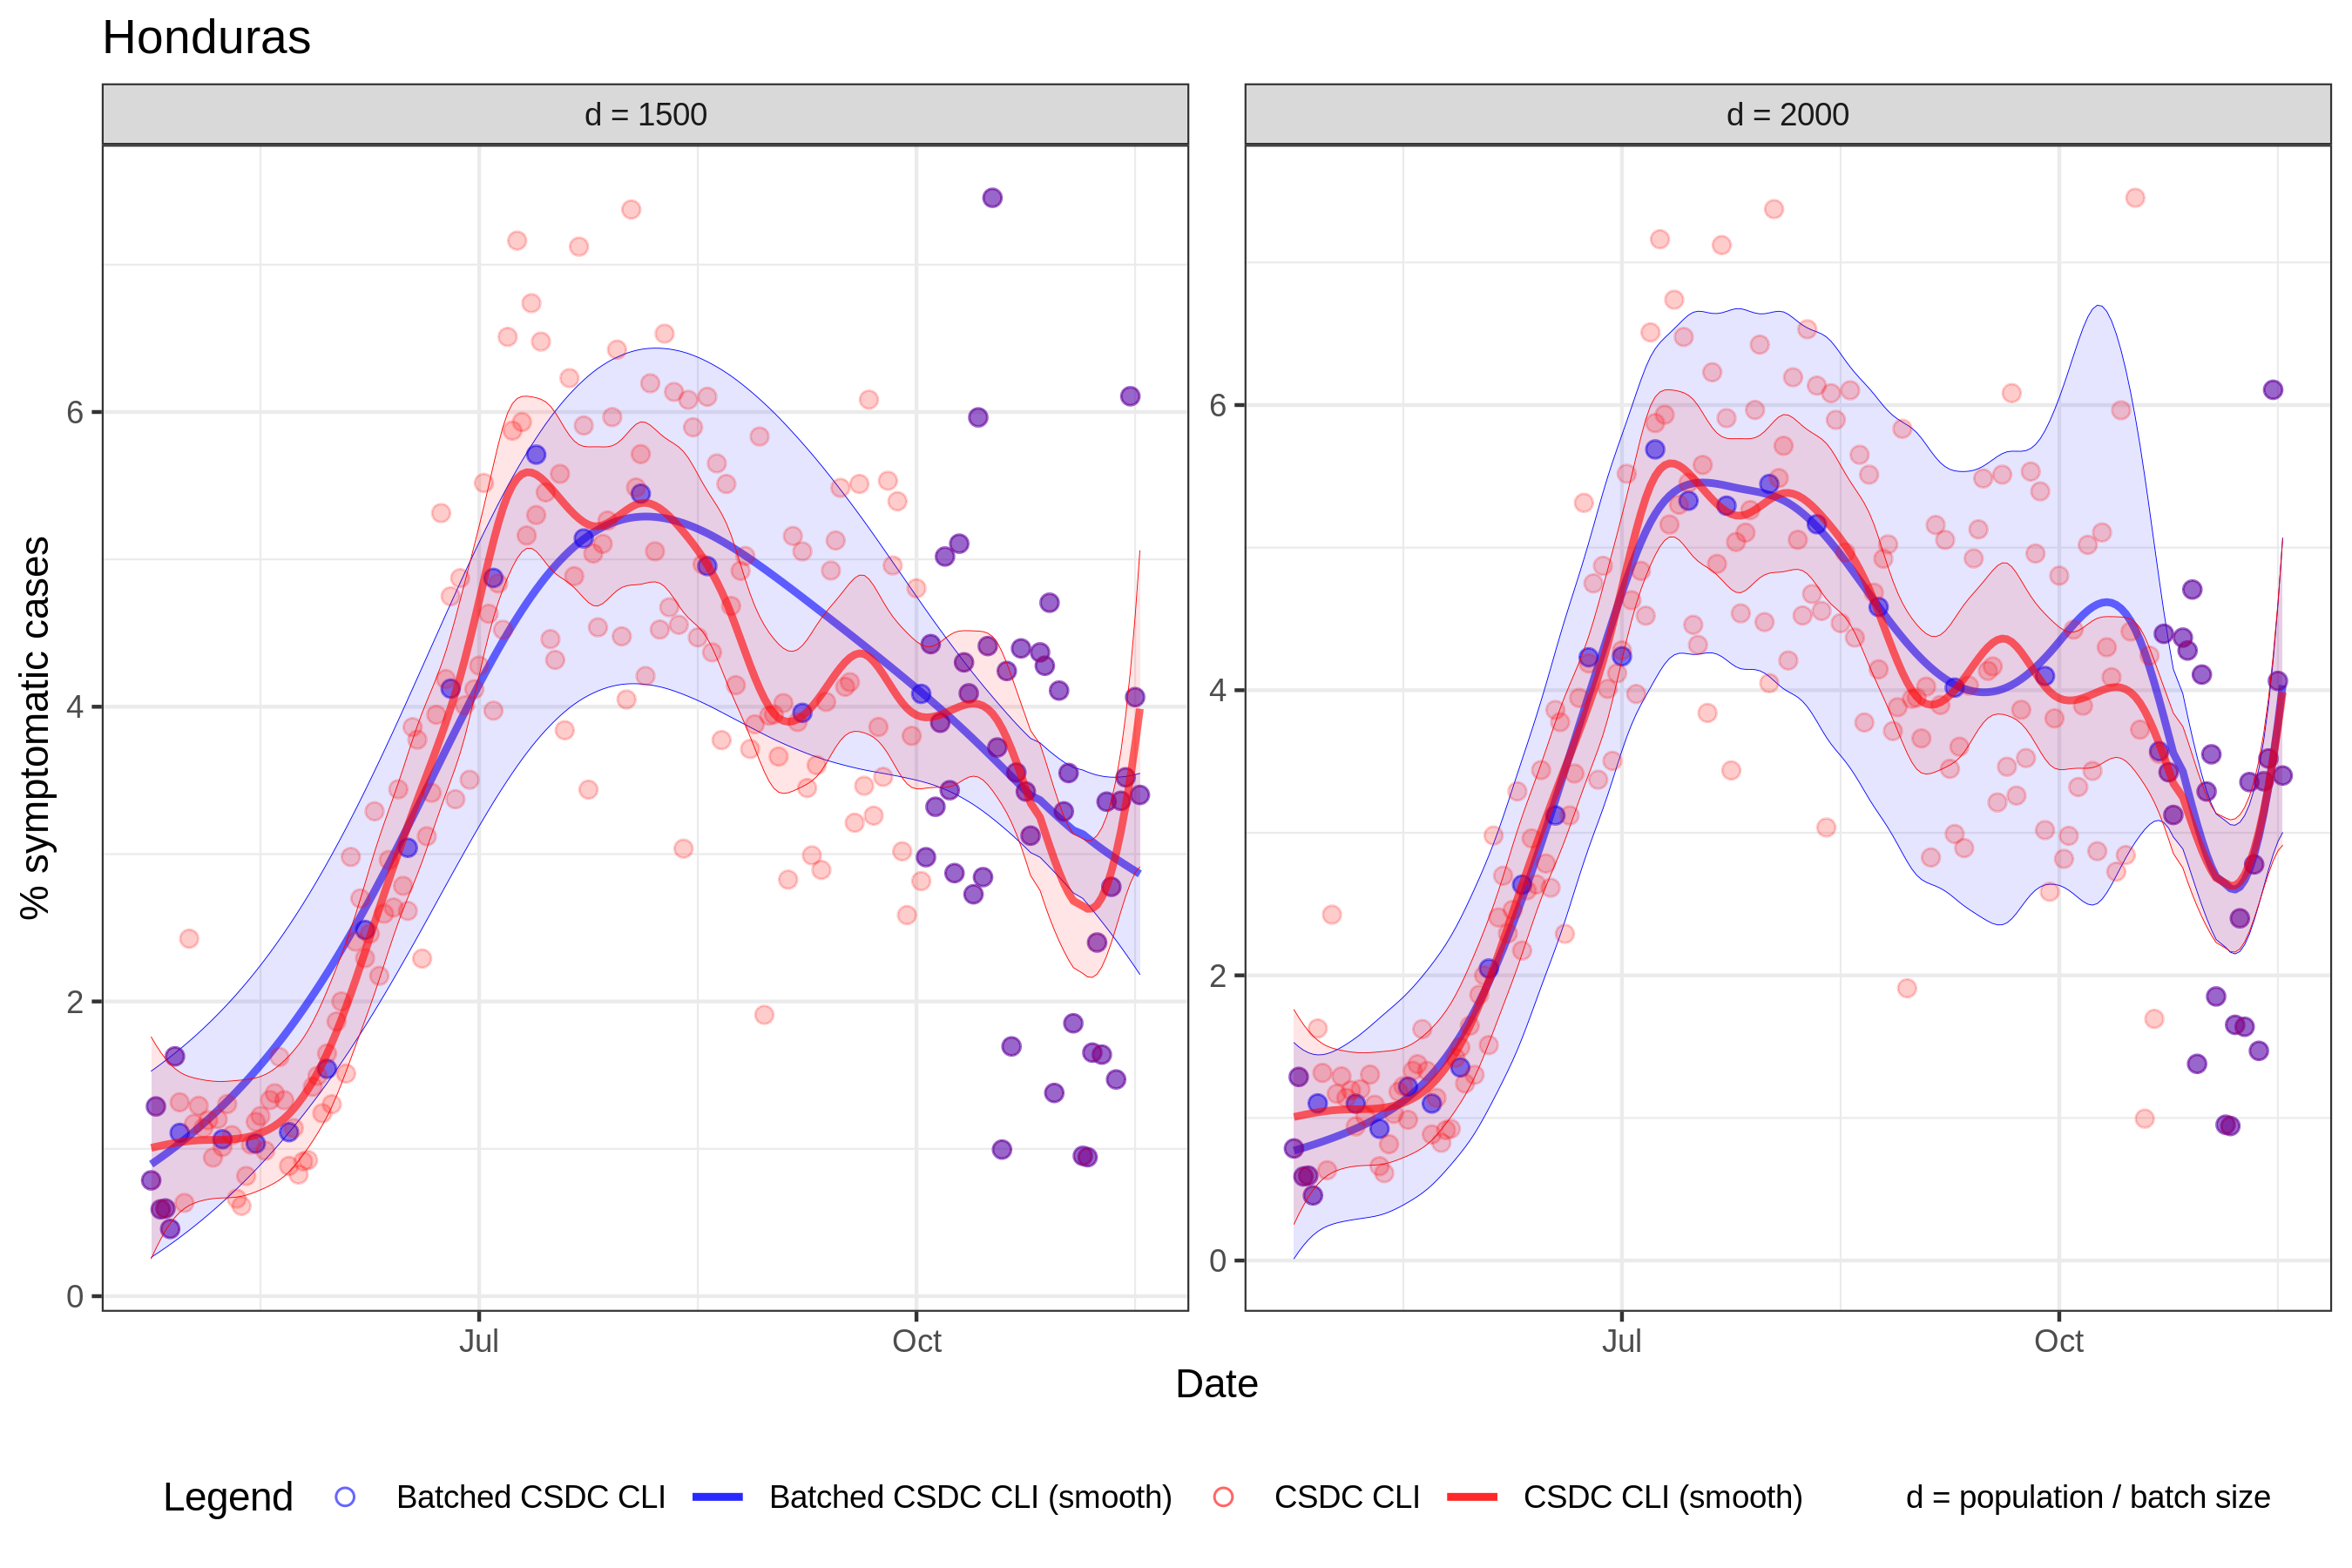 Honduras
d = 1500
d = 2000
% symptomatic cases
6
4
2
0
6
4
2
0
Jul
Oct
Jul
Oct
Date
Legend
Batched CSDC CLI
Batched CSDC CLI (smooth)
CSDC CLI
CSDC CLI (smooth)
d = population / batch size